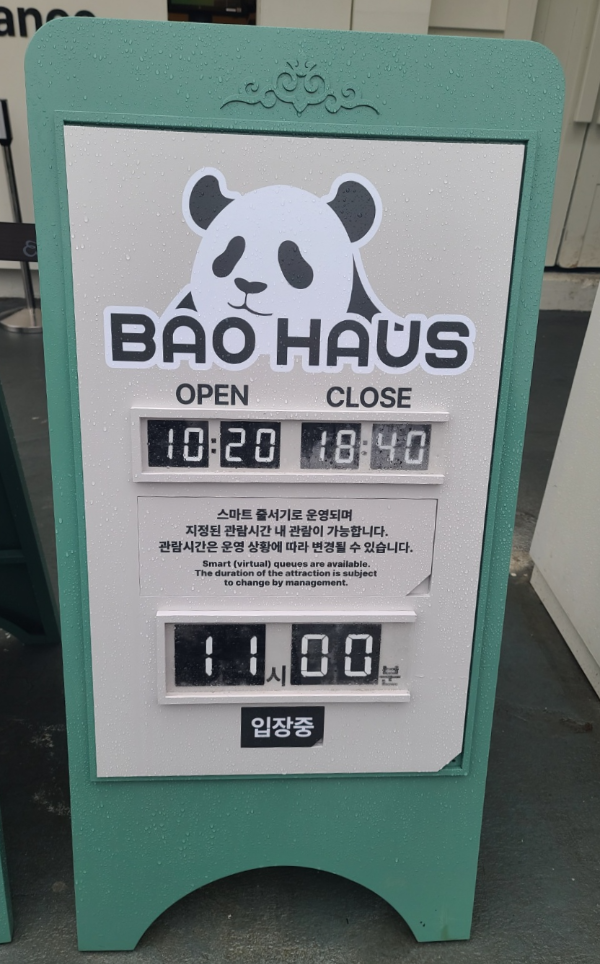 BAO HAUS
OPEN CLOSE
10:20 18:40
스마트 줄서기로 운영되며
지정된 관람시간 내 관람이 가능합니다.
관람시간은 운영 상황에 따라 변경될 수 있습니다.
Smart (virtual) queues are available.
The duration of the attraction is subject
to change by management.
11시 00분
입장중